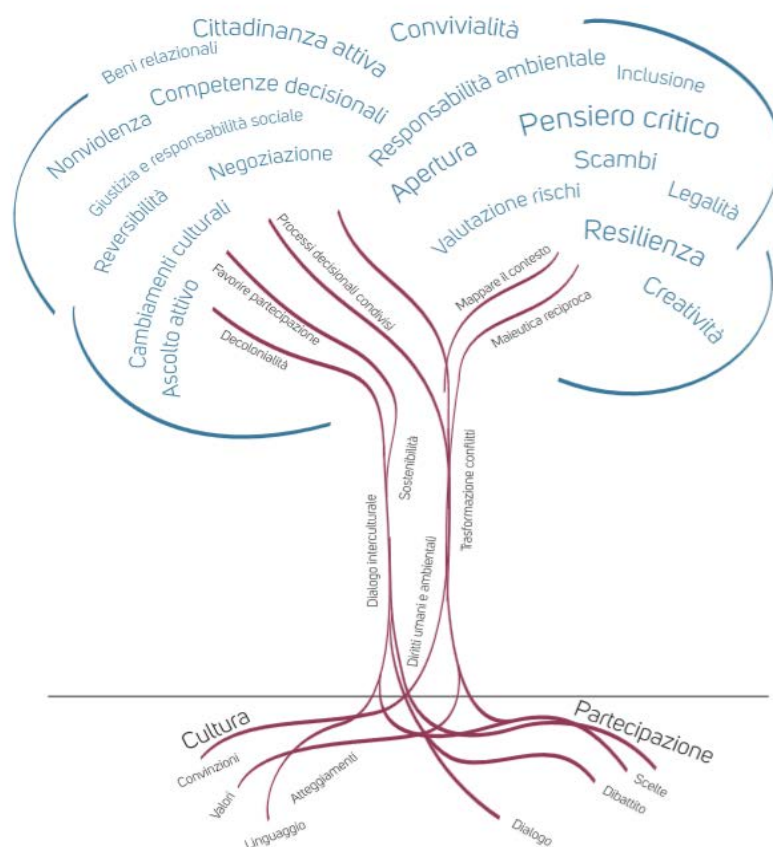 Cittadinanza attiva
Convivialità
Beni relazionali
Competenze decisionali
Responsabilità ambientale
Inclusione
Nonviolenza
Giustizia e responsabilità sociale
Pensiero critico
Negoziazione
Apertura
Scambi
Reversibilità
Legalità
Valutazione rischi
Cambiamenti culturali
Resilienza
Ascolto attivo
Creatività
Processi decisionali condivisi
Favorire partecipazione
Decolonialità
Mappare il contesto
Maieutica reciproca
Sostenibilità
Trasformazione conflitti
Dialogo interculturale
Diritti umani e ambientali
Cultura
Partecipazione
Convinzioni
Valori
Atteggiamenti
Linguaggio
Dialogo
Dibattito
Scelte